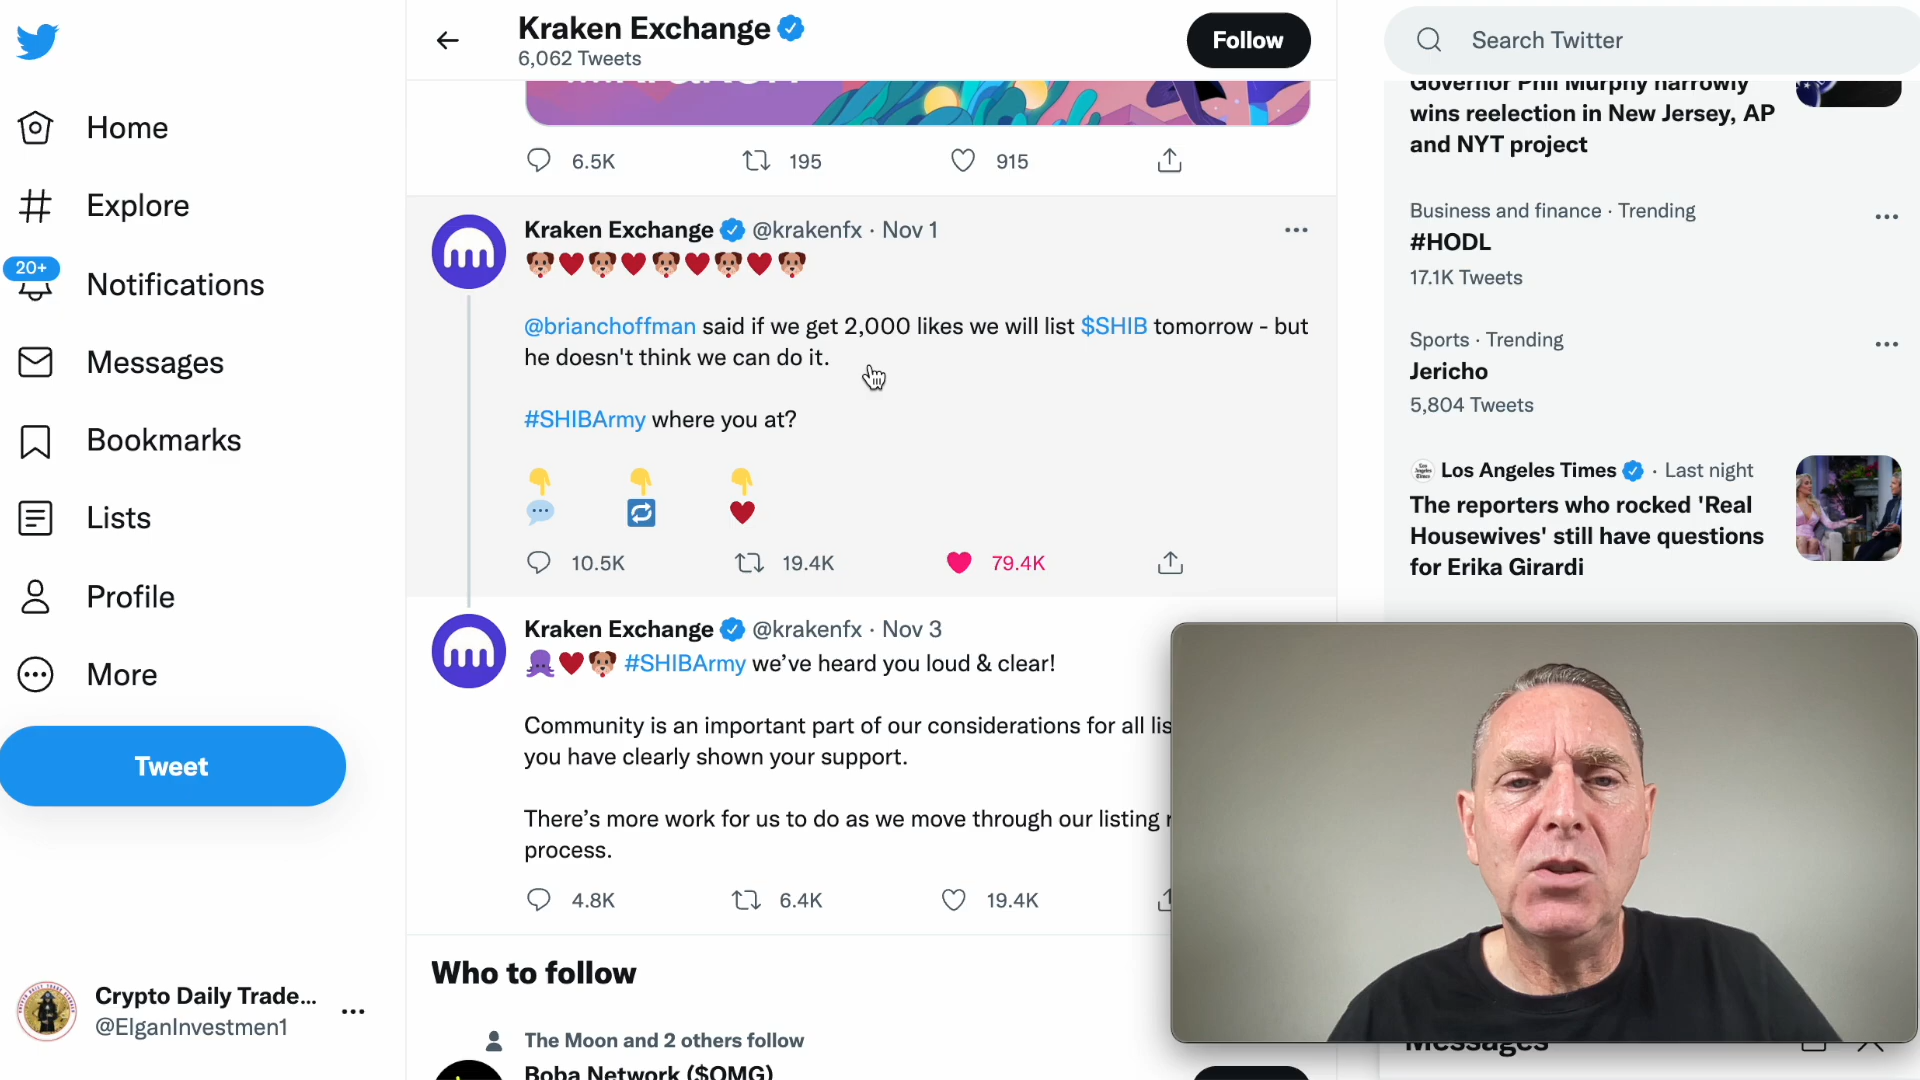 Kraken Exchange
6,062 Tweets
Follow
Search Twitter
Home
Explore
20+
Notifications
Messages
Bookmarks
Lists
Profile
More
Tweet
Crypto Daily Trade...
@ElganInvestmen1
6.5K 195 915
Kraken Exchange @krakenfx · Nov 1
@brianchoffman said if we get 2,000 likes we will list $SHIB tomorrow - but
he doesn't think we can do it.
#SHIBArmy where you at?
10.5K 19.4K 79.4K
Kraken Exchange @krakenfx · Nov 3
#SHIBArmy we've heard you loud & clear!
Community is an important part of our considerations for all lis
you have clearly shown your support.
There's more work for us to do as we move through our listing r
process.
4.8K 6.4K 19.4K
Who to follow
The Moon and 2 others follow
Boba Network ($OMG)
Governor Phil Murphy narrowly
wins reelection in New Jersey, AP
and NYT project
Business and finance · Trending
#HODL
17.1K Tweets
Sports · Trending
Jericho
5,804 Tweets
Los Angeles Times · Last night
The reporters who rocked 'Real
Housewives' still have questions
for Erika Girardi
Messages